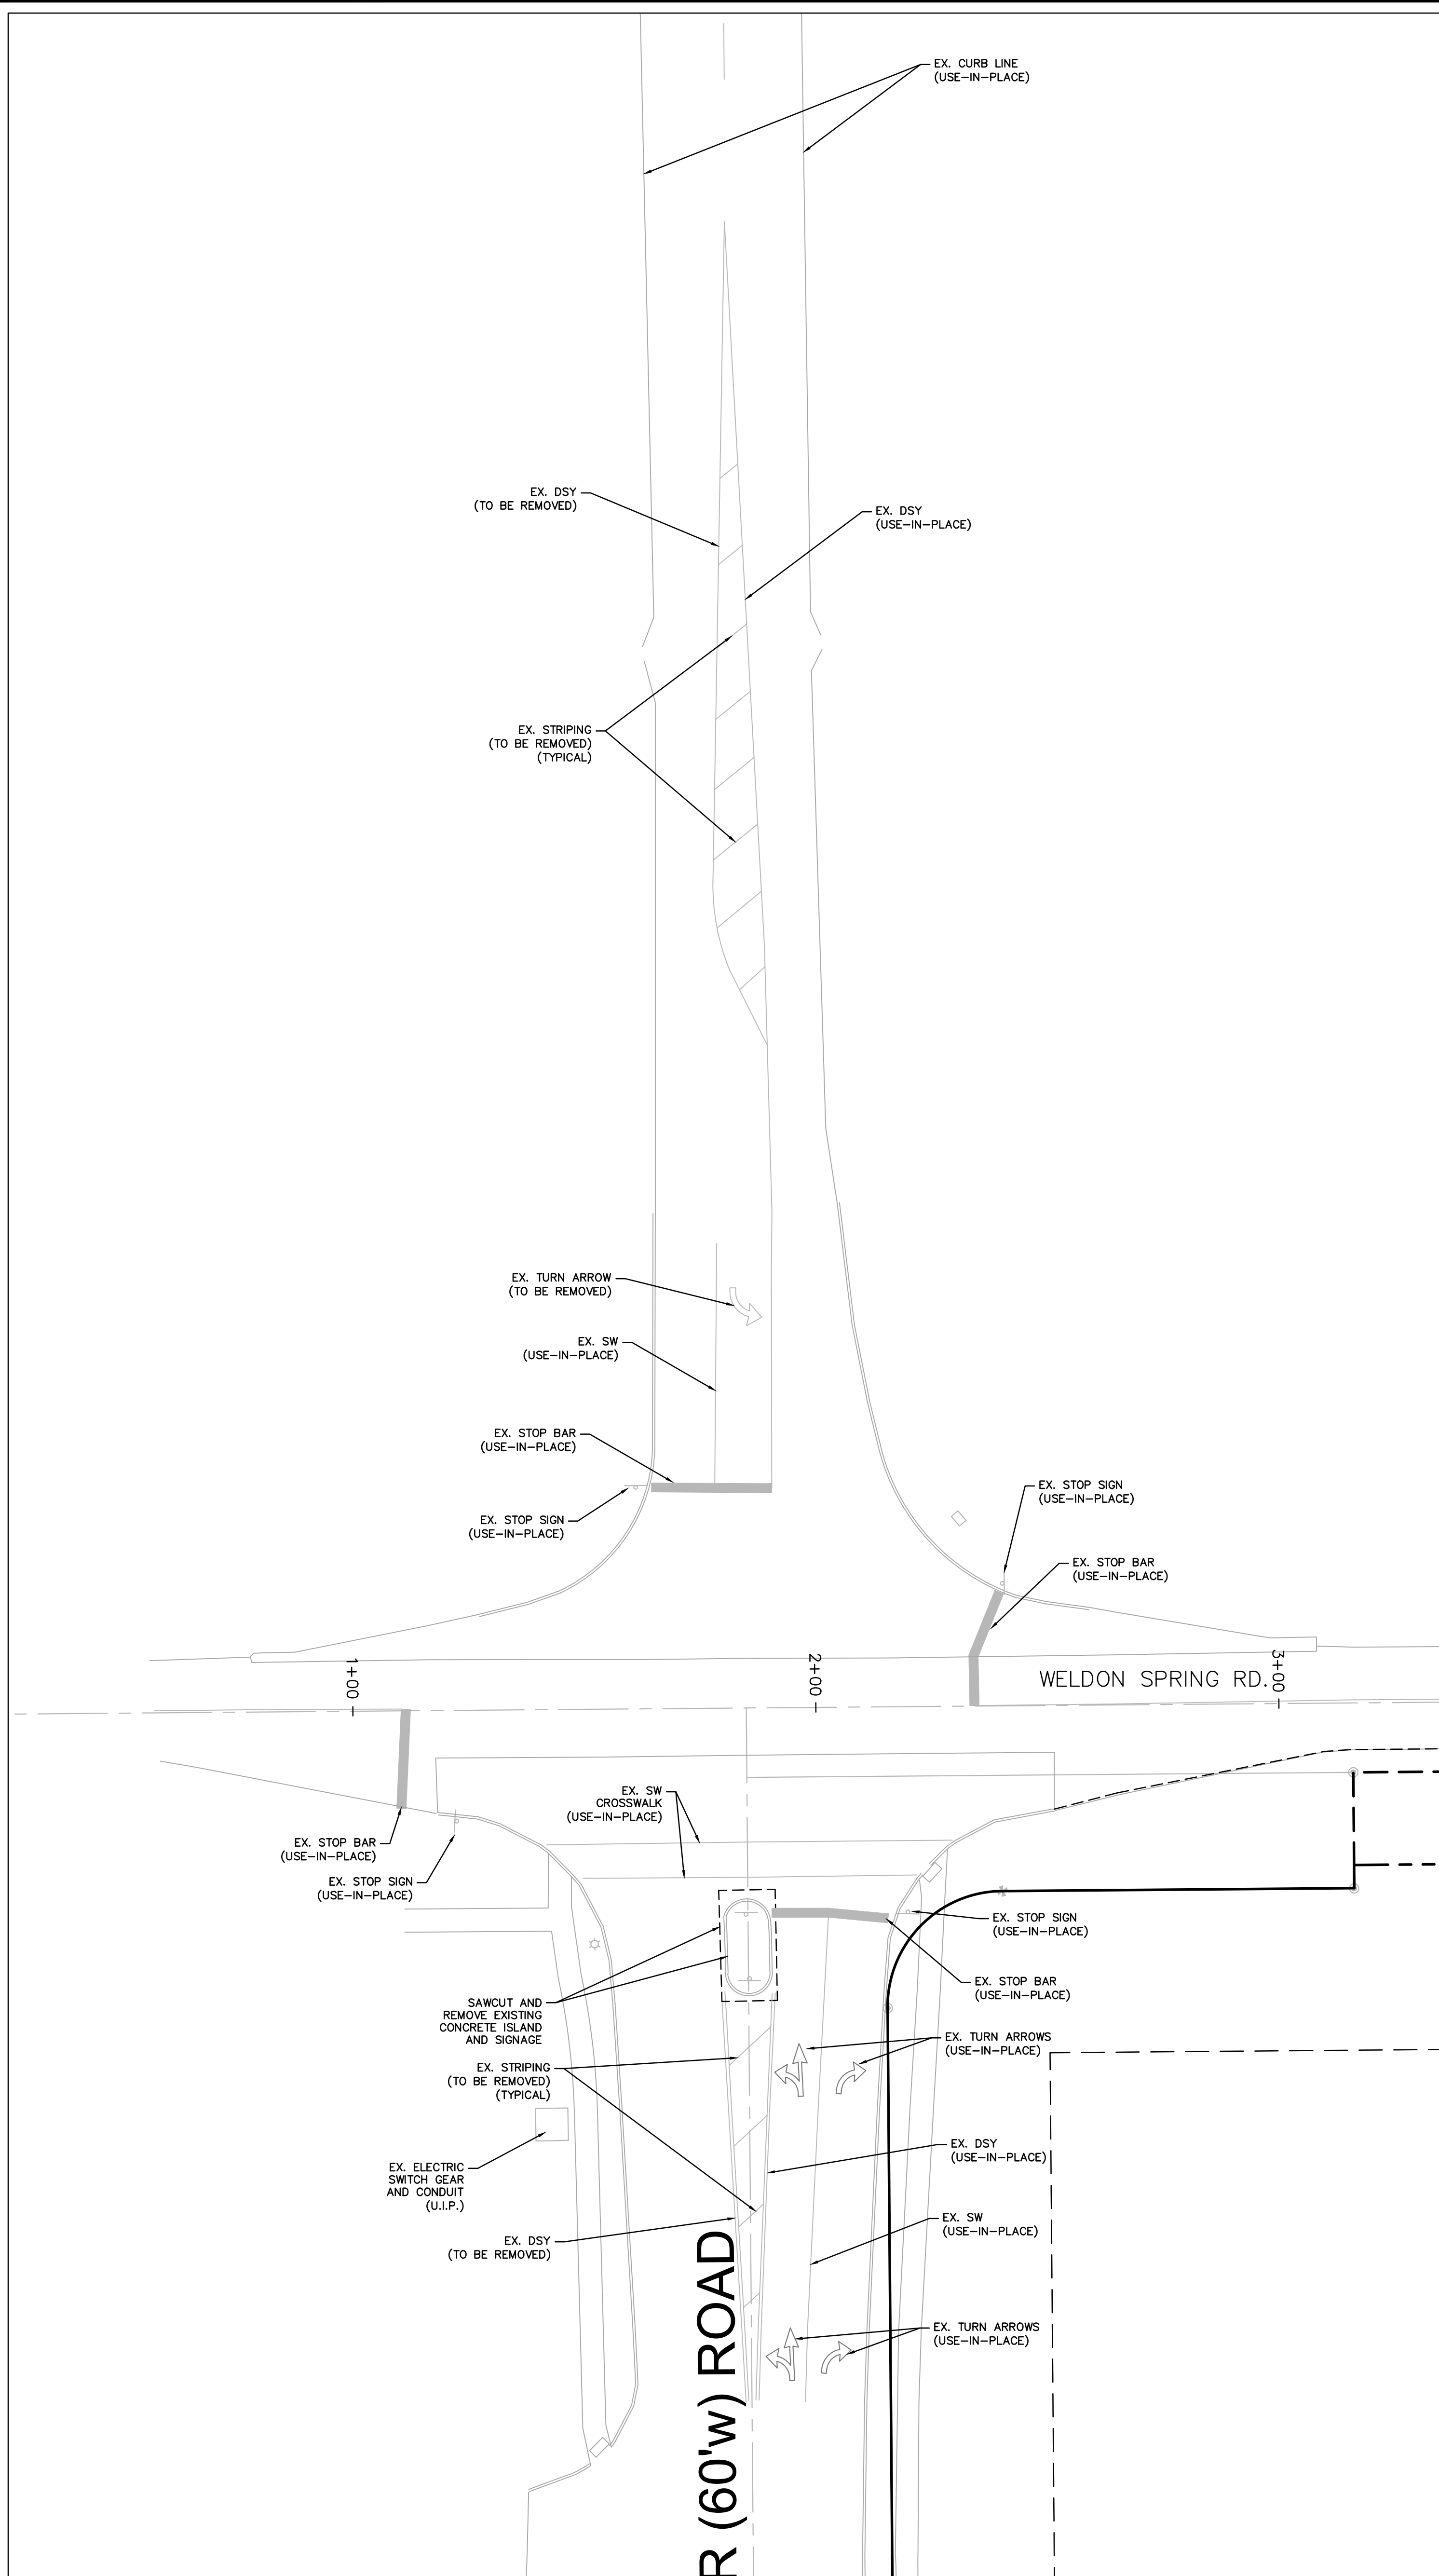 EX. CURB LINE
(USE-IN-PLACE)
EX. DSY
(TO BE REMOVED)
EX. DSY
(USE-IN-PLACE)
EX. STRIPING
(TO BE REMOVED)
(TYPICAL)
EX. TURN ARROW
(TO BE REMOVED)
EX. SW
(USE-IN-PLACE)
EX. STOP BAR
(USE-IN-PLACE)
EX. STOP SIGN
(USE-IN-PLACE)
EX. STOP SIGN
(USE-IN-PLACE)
EX. STOP BAR
(USE-IN-PLACE)
1+00
2+00
3+00
WELDON SPRING RD.
EX. SW
CROSSWALK
(USE-IN-PLACE)
EX. STOP BAR
(USE-IN-PLACE)
EX. STOP SIGN
(USE-IN-PLACE)
EX. STOP SIGN
(USE-IN-PLACE)
EX. STOP BAR
(USE-IN-PLACE)
SAWCUT AND
REMOVE EXISTING
CONCRETE ISLAND
AND SIGNAGE
EX. TURN ARROWS
(USE-IN-PLACE)
EX. STRIPING
(TO BE REMOVED)
(TYPICAL)
EX. DSY
(USE-IN-PLACE)
EX. ELECTRIC
SWITCH GEAR
AND CONDUIT
(U.I.P.)
EX. SW
(USE-IN-PLACE)
EX. DSY
(TO BE REMOVED)
EX. TURN ARROWS
(USE-IN-PLACE)
R (60'w) ROAD